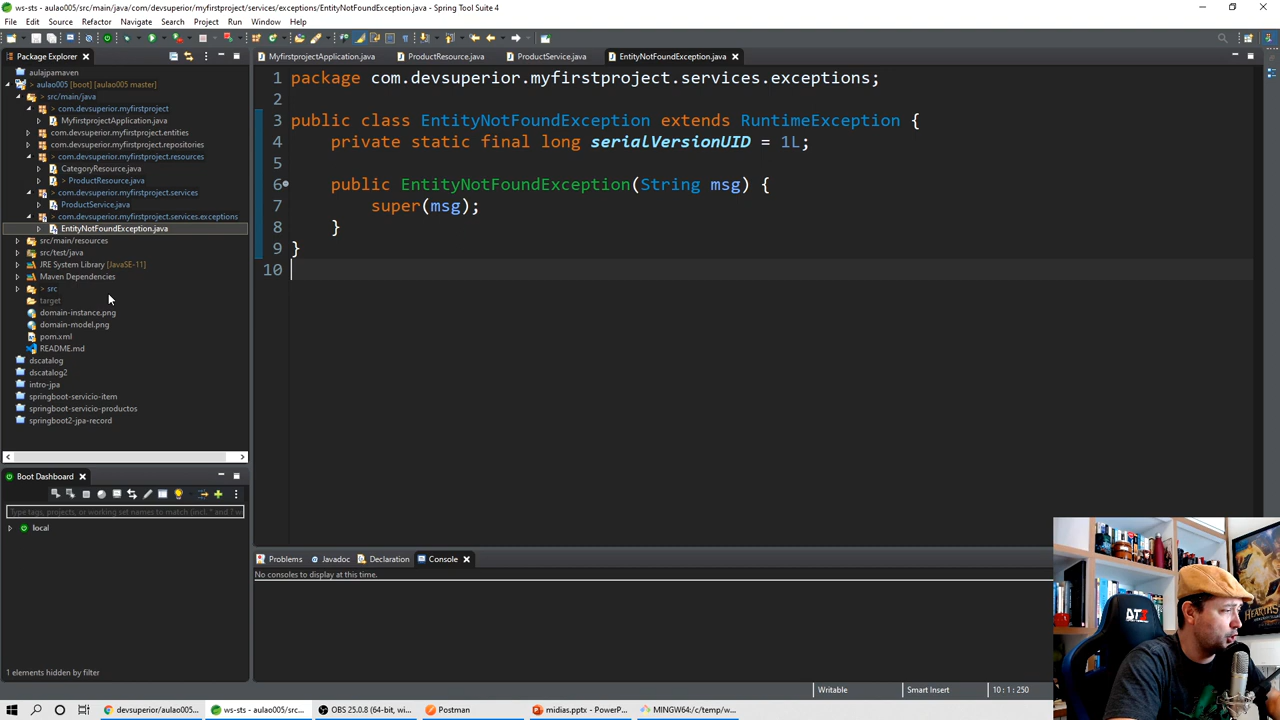 ws-sts - aulao005/src/main/java/com/devsuperior/myfirstproject/services/exceptions/EntityNotFoundException.java - Spring Tool Suite 4
File Edit Source Refactor Navigate Search Project Run Window Help
Package Explorer
aulajpamaven
> aulao005 [boot] [aulao005 master]
> src/main/java
> com.devsuperior.myfirstproject
MyfirstprojectApplication.java
com.devsuperior.myfirstproject.entities
com.devsuperior.myfirstproject.repositories
> com.devsuperior.myfirstproject.resources
CategoryResource.java
> ProductResource.java
> com.devsuperior.myfirstproject.services
ProductService.java
> com.devsuperior.myfirstproject.services.exceptions
EntityNotFoundException.java
src/main/resources
src/test/java
JRE System Library [JavaSE-11]
Maven Dependencies
> src
target
domain-instance.png
domain-model.png
pom.xml
README.md
dscatalog
dscatalog2
intro-jpa
springboot-servicio-item
springboot-servicio-productos
springboot2-jpa-record
MyfirstprojectApplication.java ProductResource.java ProductService.java EntityNotFoundException.java
1 package com.devsuperior.myfirstproject.services.exceptions;
2
3 public class EntityNotFoundException extends RuntimeException {
4 private static final long serialVersionUID = 1L;
5
6 public EntityNotFoundException(String msg) {
7 super(msg);
8 }
9 }
10
Boot Dashboard
Type tags, projects, or working set names to match (incl. * and ? w
local
1 elements hidden by filter
Problems Javadoc Declaration Console
No consoles to display at this time.
Writable Smart Insert 10 : 1 : 250
devsuperior/aulao005... ws-sts - aulao005/src... OBS 25.0.8 (64-bit, wi... Postman midias.pptx - PowerP... MINGW64:/c/temp/w...